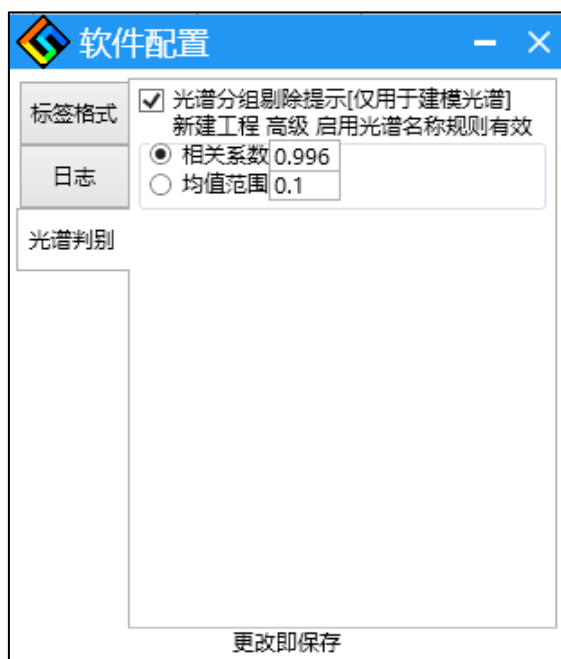 软件配置
标签格式
日志
光谱判别
光谱分组剔除提示[仅用于建模光谱]
新建工程 高级 启用光谱名称规则有效
相关系数 0.996
均值范围 0.1
更改即保存